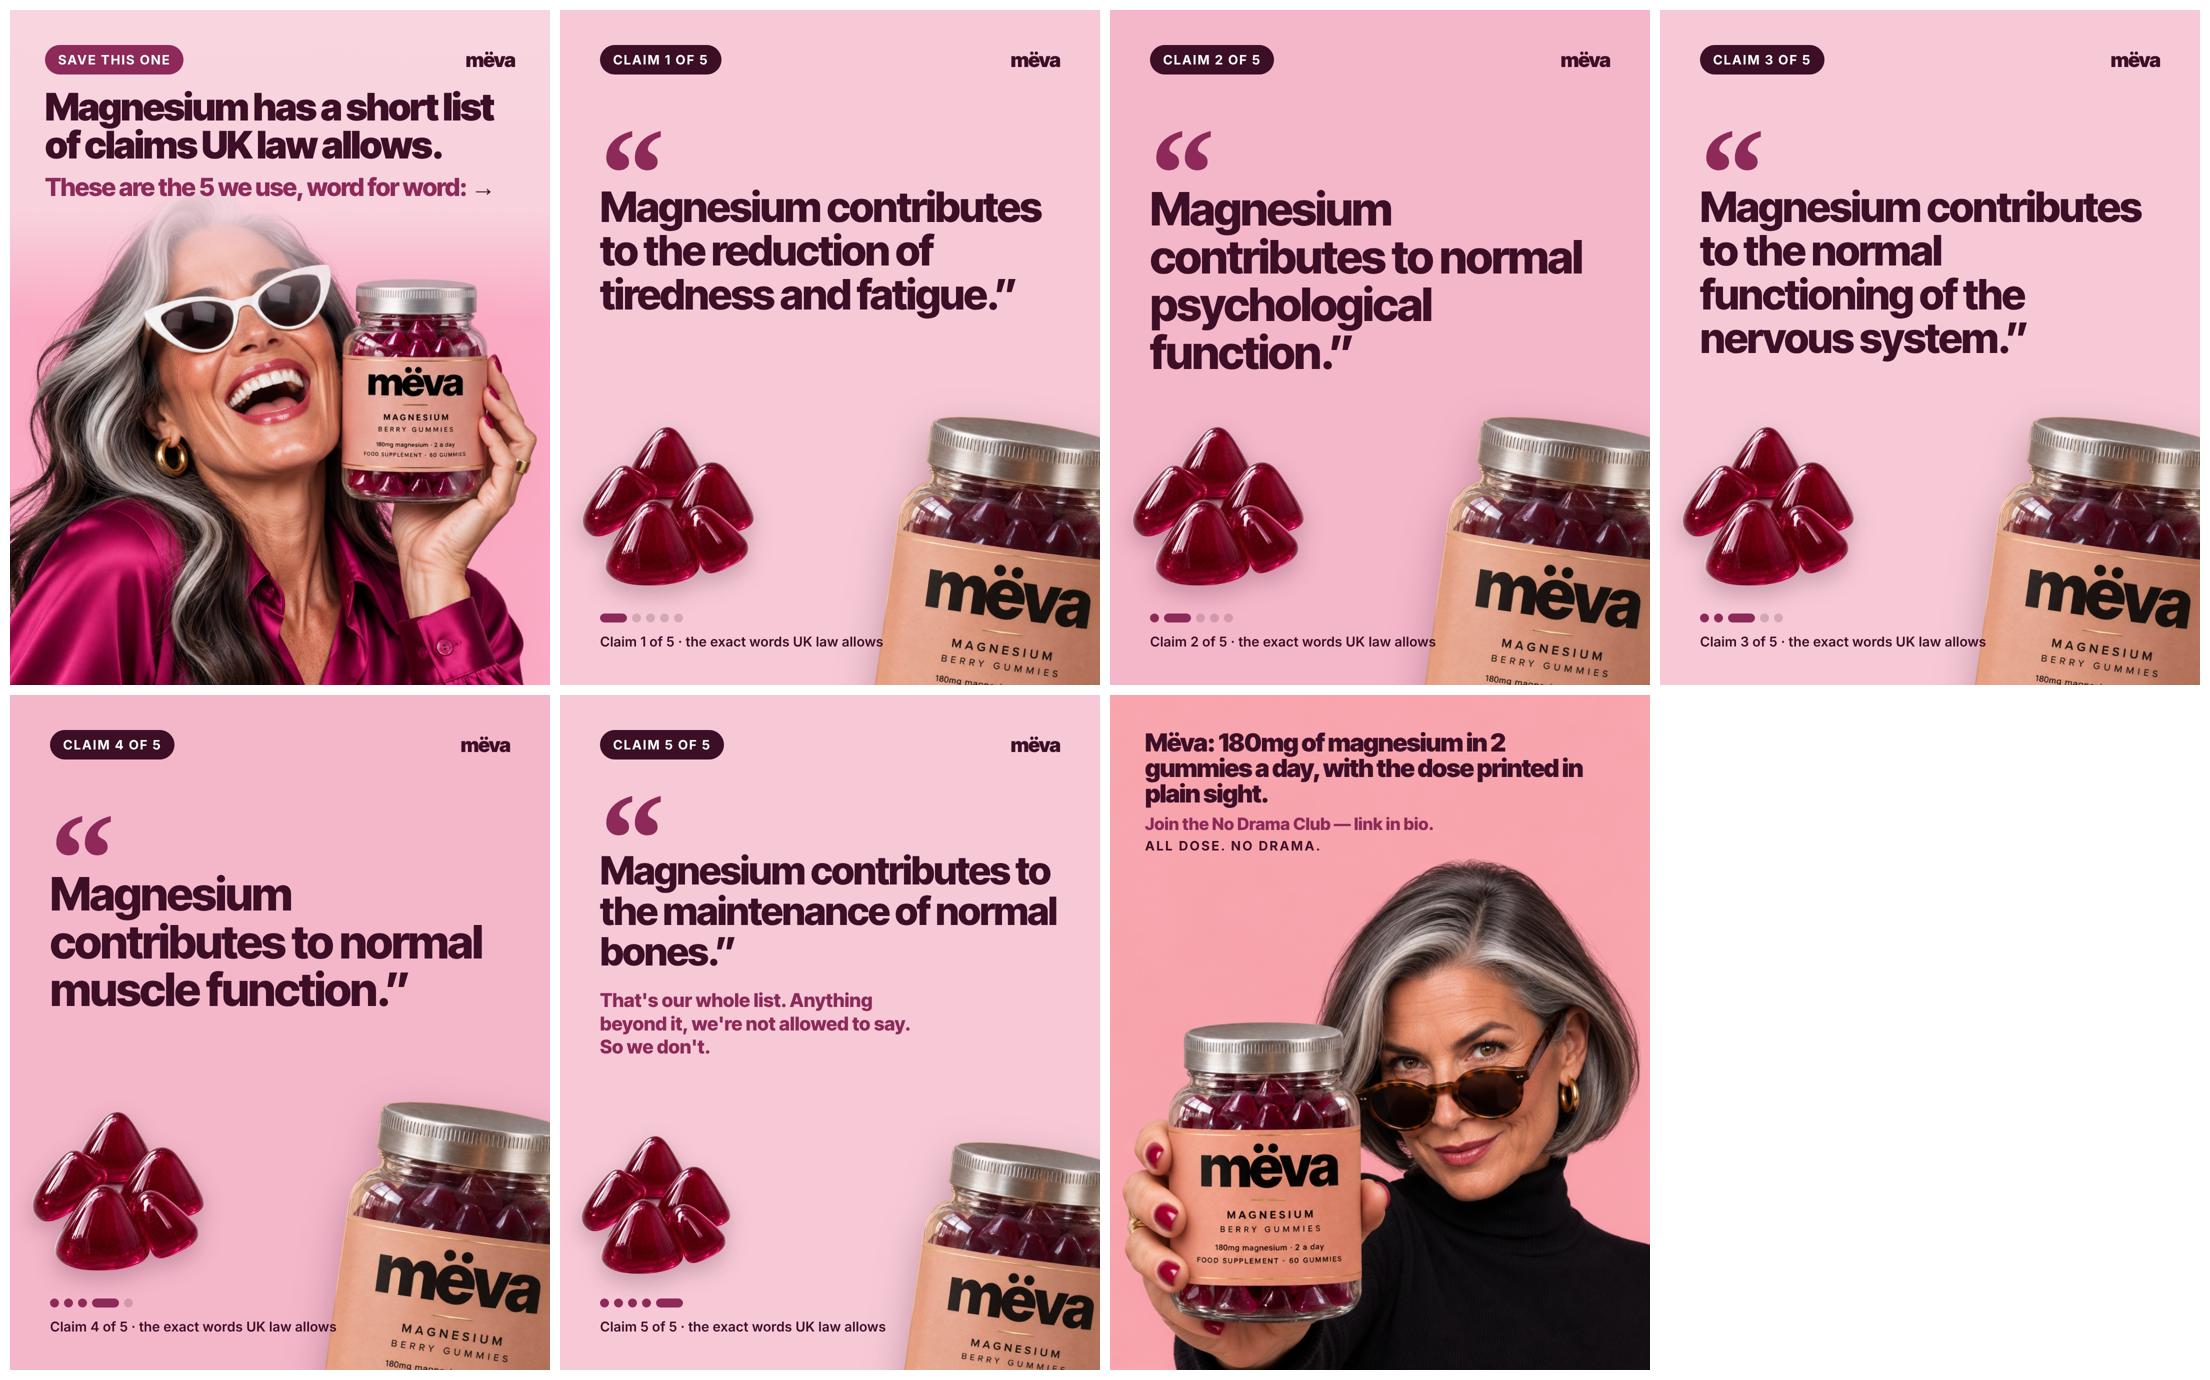 SAVE THIS ONE
mëva
Magnesium has a short list
of claims UK law allows.
These are the 5 we use, word for word: →
mëva
MAGNESIUM
BERRY GUMMIES
180mg magnesium · 2 a day
FOOD SUPPLEMENT · 60 GUMMIES
CLAIM 1 OF 5
mëva
“
Magnesium contributes
to the reduction of
tiredness and fatigue.”
mëva
MAGNESIUM
BERRY GUMMIES
Claim 1 of 5 · the exact words UK law allows
CLAIM 2 OF 5
mëva
“
Magnesium
contributes to normal
psychological
function.”
mëva
MAGNESIUM
BERRY GUMMIES
Claim 2 of 5 · the exact words UK law allows
CLAIM 3 OF 5
mëva
“
Magnesium contributes
to the normal
functioning of the
nervous system.”
mëva
MAGNESIUM
BERRY GUMMIES
Claim 3 of 5 · the exact words UK law allows
CLAIM 4 OF 5
mëva
“
Magnesium
contributes to normal
muscle function.”
mëva
MAGNESIUM
BERRY GUMMIES
Claim 4 of 5 · the exact words UK law allows
CLAIM 5 OF 5
mëva
“
Magnesium contributes to
the maintenance of normal
bones.”
That's our whole list. Anything
beyond it, we're not allowed to say.
So we don't.
mëva
MAGNESIUM
BERRY GUMMIES
Claim 5 of 5 · the exact words UK law allows
Mëva: 180mg of magnesium in 2
gummies a day, with the dose printed in
plain sight.
Join the No Drama Club — link in bio.
ALL DOSE. NO DRAMA.
mëva
MAGNESIUM
BERRY GUMMIES
180mg magnesium · 2 a day
FOOD SUPPLEMENT · 60 GUMMIES